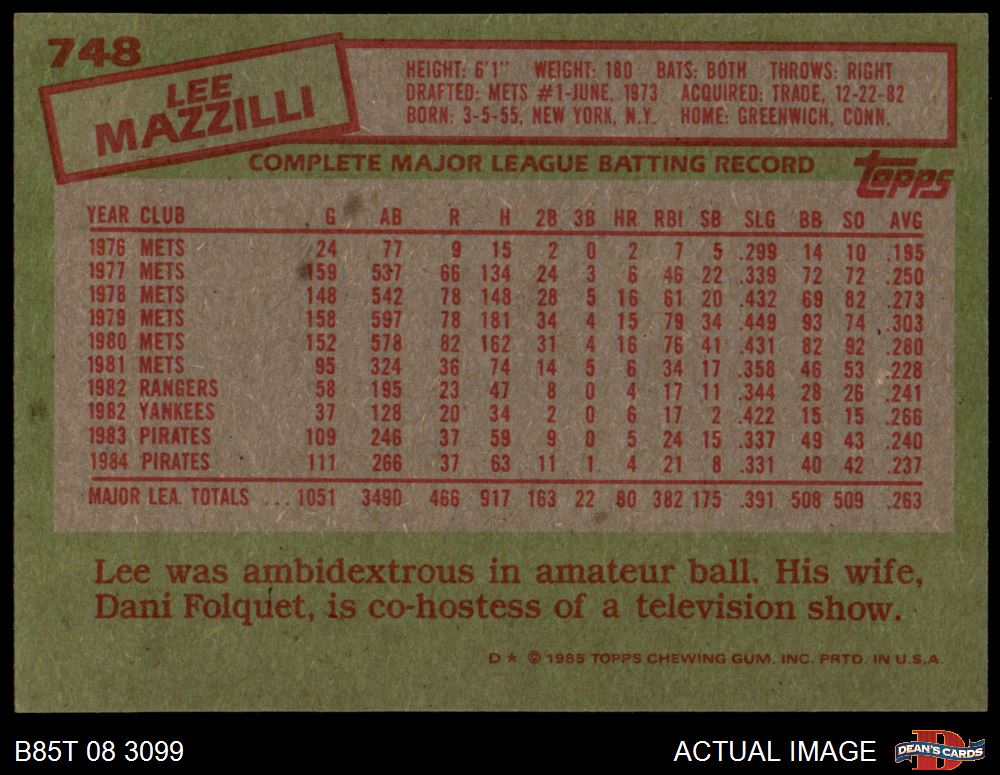 748
LEE
MAZZILLI
HEIGHT: 6'1" WEIGHT: 180 BATS: BOTH THROWS: RIGHT
DRAFTED: METS #1-JUNE, 1973 ACQUIRED: TRADE, 12-22-82
BORN: 3-5-55, NEW YORK, N.Y. HOME: GREENWICH, CONN.
COMPLETE MAJOR LEAGUE BATTING RECORD
topps
YEAR CLUB G AB R H 2B 3B HR RBI SB SLG BB SO AVG
1976 METS 24 77 9 15 2 0 2 7 5 .299 14 10 .195
1977 METS 159 537 66 134 24 3 6 46 22 .339 72 72 .250
1978 METS 148 542 78 148 28 5 16 61 20 .432 69 82 .273
1979 METS 158 597 78 181 34 4 15 79 34 .449 93 74 .303
1980 METS 152 578 82 162 31 4 16 76 41 .431 82 92 .280
1981 METS 95 324 36 74 14 5 6 34 17 .358 46 53 .228
1982 RANGERS 58 195 23 47 8 0 4 17 11 .344 28 26 .241
1982 YANKEES 37 128 20 34 2 0 6 17 2 .422 15 15 .266
1983 PIRATES 109 246 37 59 9 0 5 24 15 .337 49 43 .240
1984 PIRATES 111 266 37 63 11 1 4 21 8 .331 40 42 .237
MAJOR LEA. TOTALS ...1051 3490 466 917 163 22 80 382 175 .391 508 509 .263
Lee was ambidextrous in amateur ball. His wife,
Dani Folquet, is co-hostess of a television show.
D * © 1985 TOPPS CHEWING GUM, INC. PRTD. IN U.S.A.
B85T 08 3099
ACTUAL IMAGE
DEAN'S CARDS